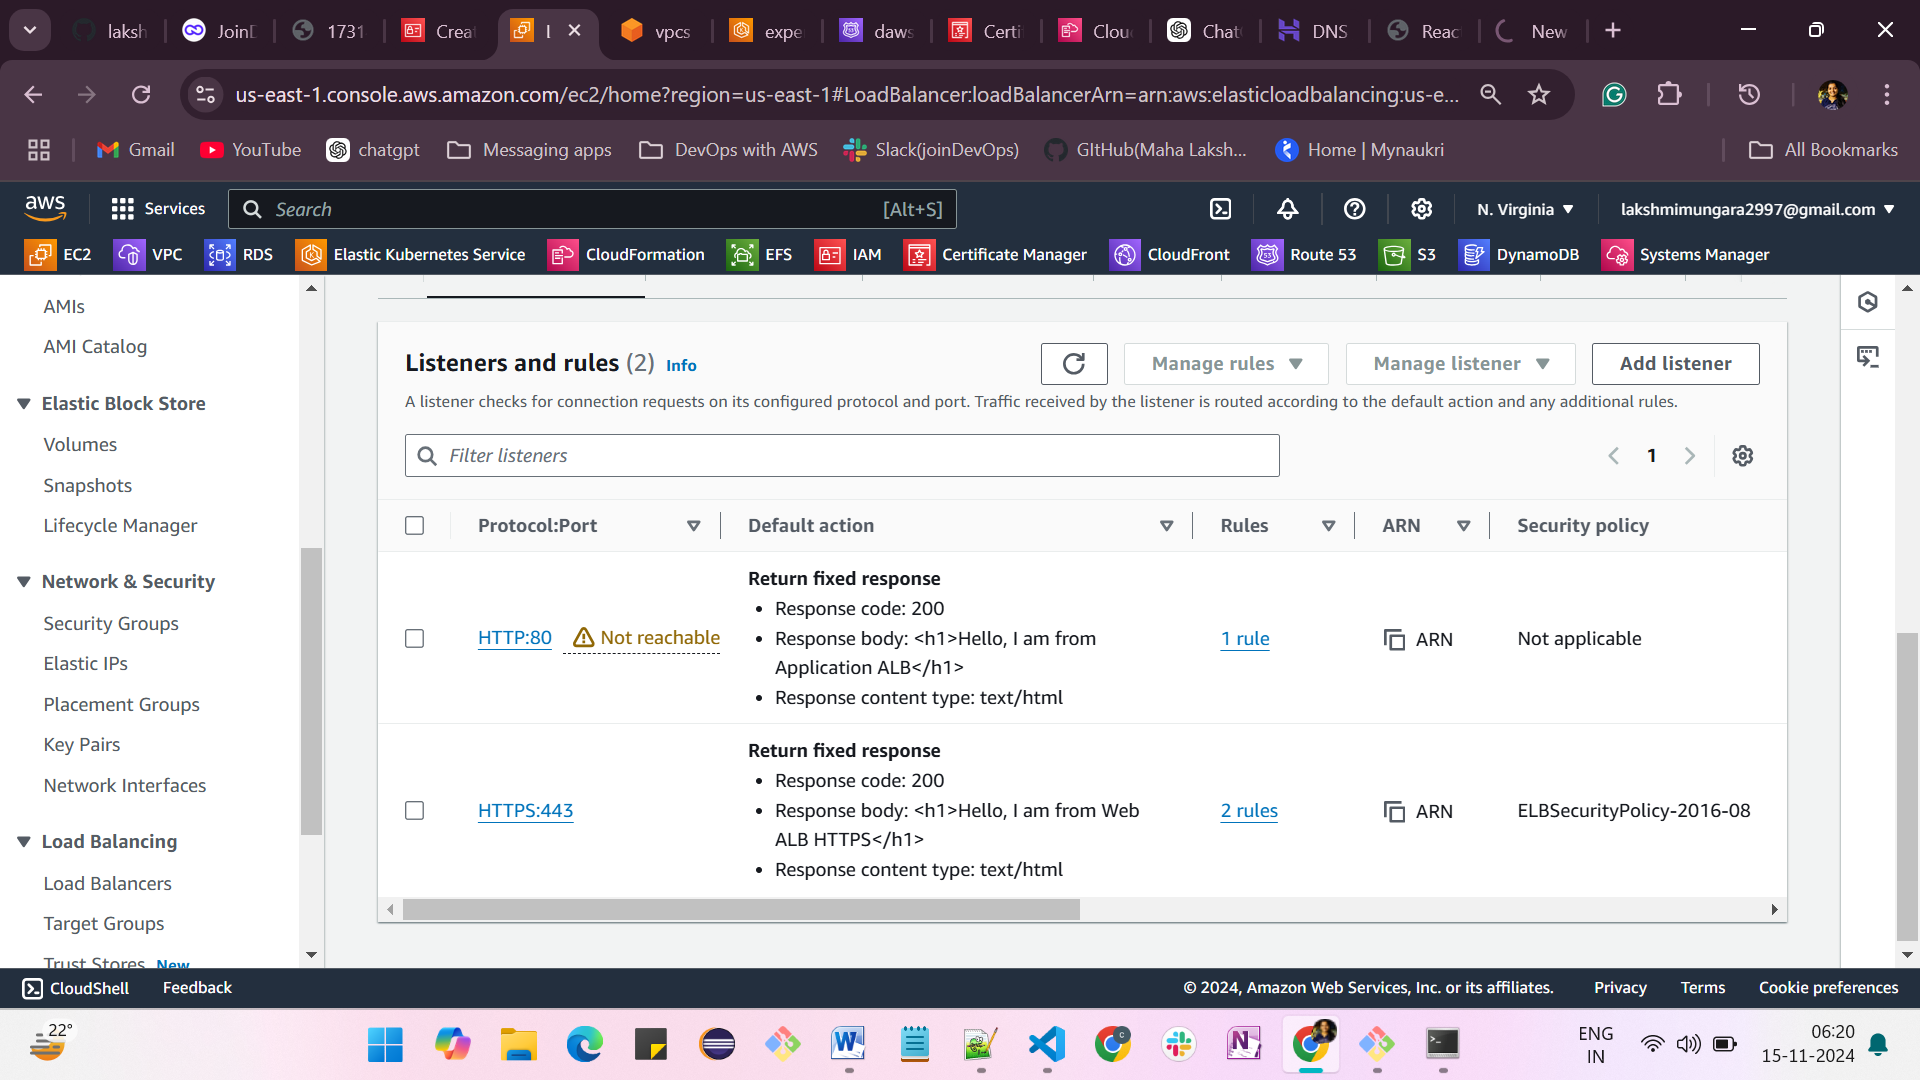 laksh
JoinD
1731
Crea
I
vpcs
expe
daws
Certi
Clou
Chat
DNS
Reac
New
us-east-1.console.aws.amazon.com/ec2/home?region=us-east-1#LoadBalancer:loadBalancerArn=arn:aws:elasticloadbalancing:us-e...
Gmail
YouTube
chatgpt
Messaging apps
DevOps with AWS
Slack(joinDevOps)
GItHub(Maha Laksh...
Home | Mynaukri
All Bookmarks
aws
Services
Search
[Alt+S]
N. Virginia
lakshmimungara2997@gmail.com
EC2
VPC
RDS
Elastic Kubernetes Service
CloudFormation
EFS
IAM
Certificate Manager
CloudFront
Route 53
S3
DynamoDB
Systems Manager
AMIs
AMI Catalog
Elastic Block Store
Volumes
Snapshots
Lifecycle Manager
Network & Security
Security Groups
Elastic IPs
Placement Groups
Key Pairs
Network Interfaces
Load Balancing
Load Balancers
Target Groups
Trust Stores New
Listeners and rules (2) Info
Manage rules
Manage listener
Add listener
A listener checks for connection requests on its configured protocol and port. Traffic received by the listener is routed according to the default action and any additional rules.
Filter listeners
1
Protocol:Port
Default action
Rules
ARN
Security policy
HTTP:80
Not reachable
Return fixed response
• Response code: 200
• Response body: <h1>Hello, I am from
Application ALB</h1>
• Response content type: text/html
1 rule
ARN
Not applicable
HTTPS:443
Return fixed response
• Response code: 200
• Response body: <h1>Hello, I am from Web
ALB HTTPS</h1>
• Response content type: text/html
2 rules
ARN
ELBSecurityPolicy-2016-08
CloudShell
Feedback
© 2024, Amazon Web Services, Inc. or its affiliates.
Privacy
Terms
Cookie preferences
22°
ENG
IN
06:20
15-11-2024